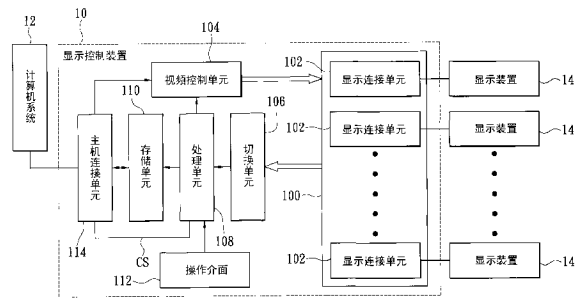 10
12
显示控制装置
104
计算机系统
视频控制单元
110
106
102
显示连接单元
显示装置
14
102
显示连接单元
显示装置
14
主机连接单元
存储单元
处理单元
切换单元
100
114
CS
108
112
操作介面
102
显示连接单元
显示装置
14